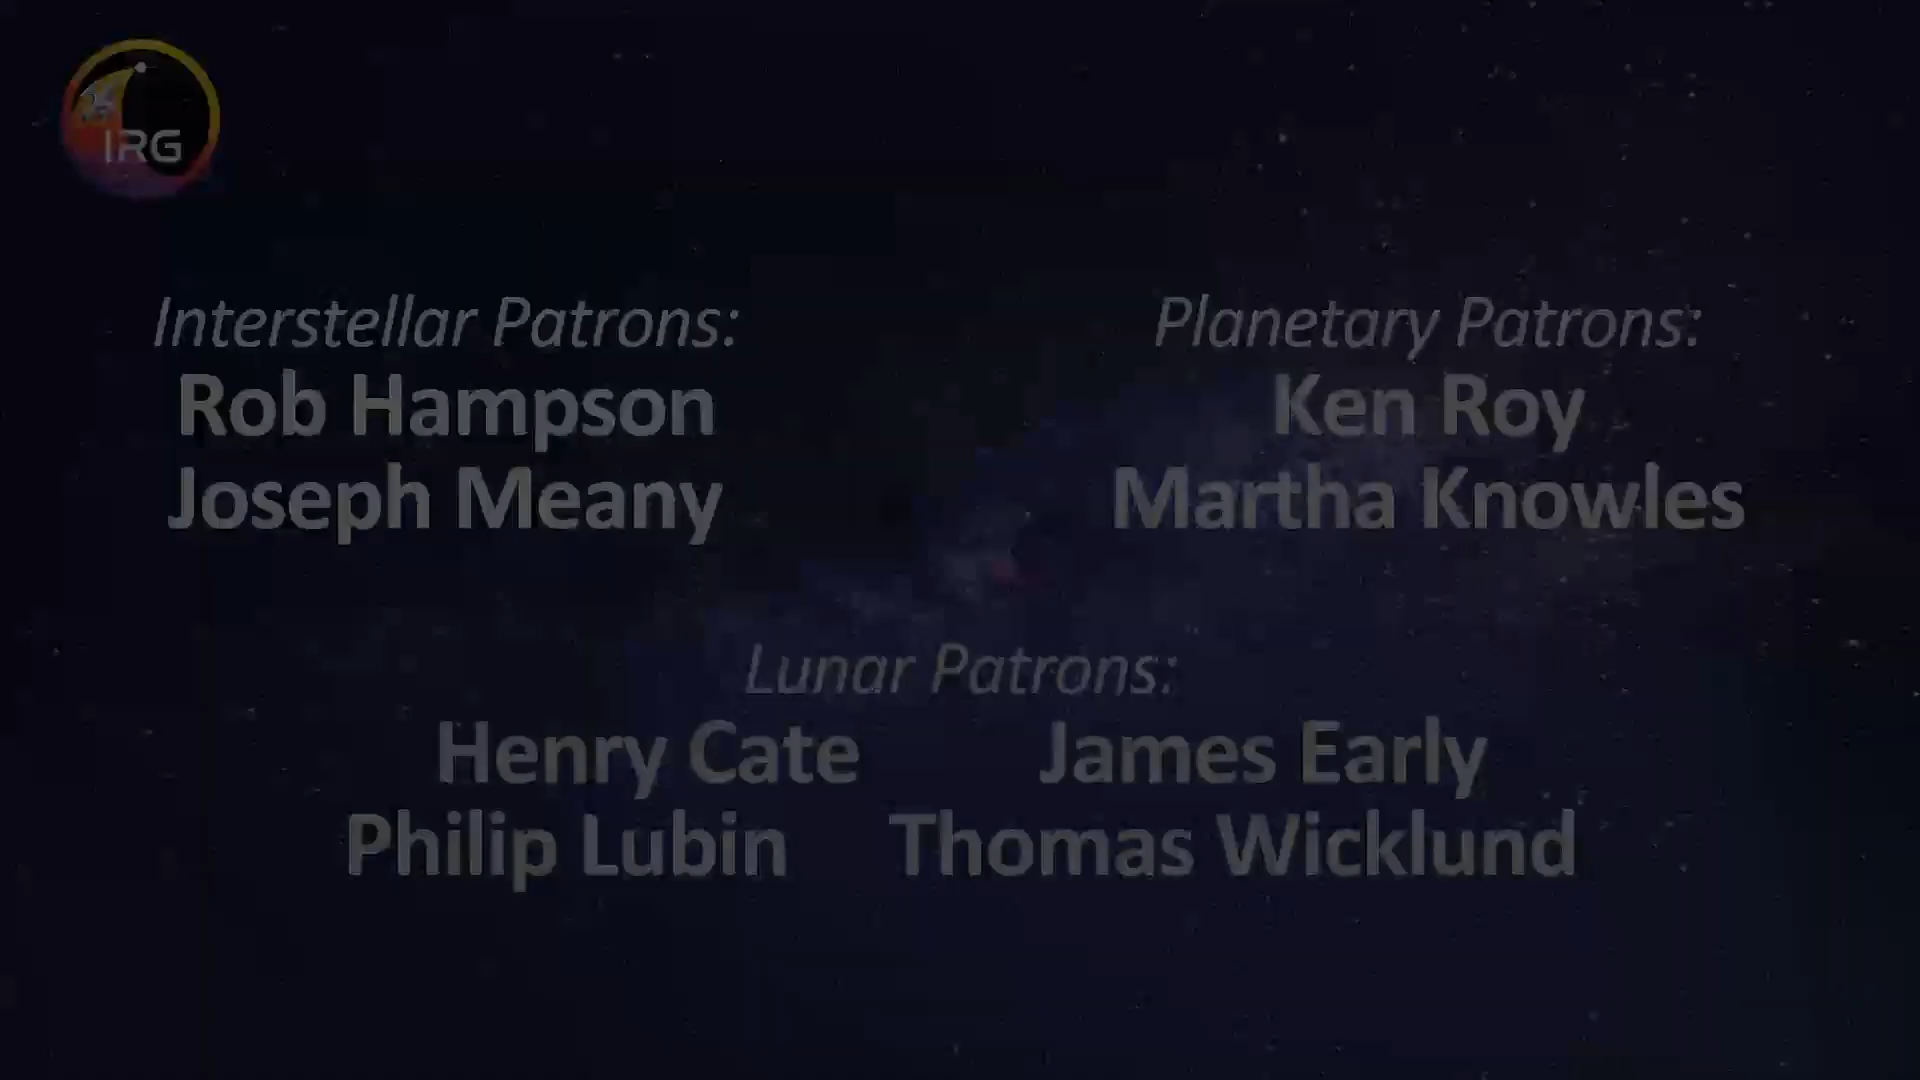 IRG
Interstellar Patrons:
Rob Hampson
Joseph Meany
Planetary Patrons:
Ken Roy
Martha Knowles
Lunar Patrons:
Henry Cate James Early
Philip Lubin Thomas Wicklund